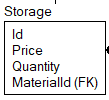 Storage
Id
Price
Quantity
MaterialId (FK)